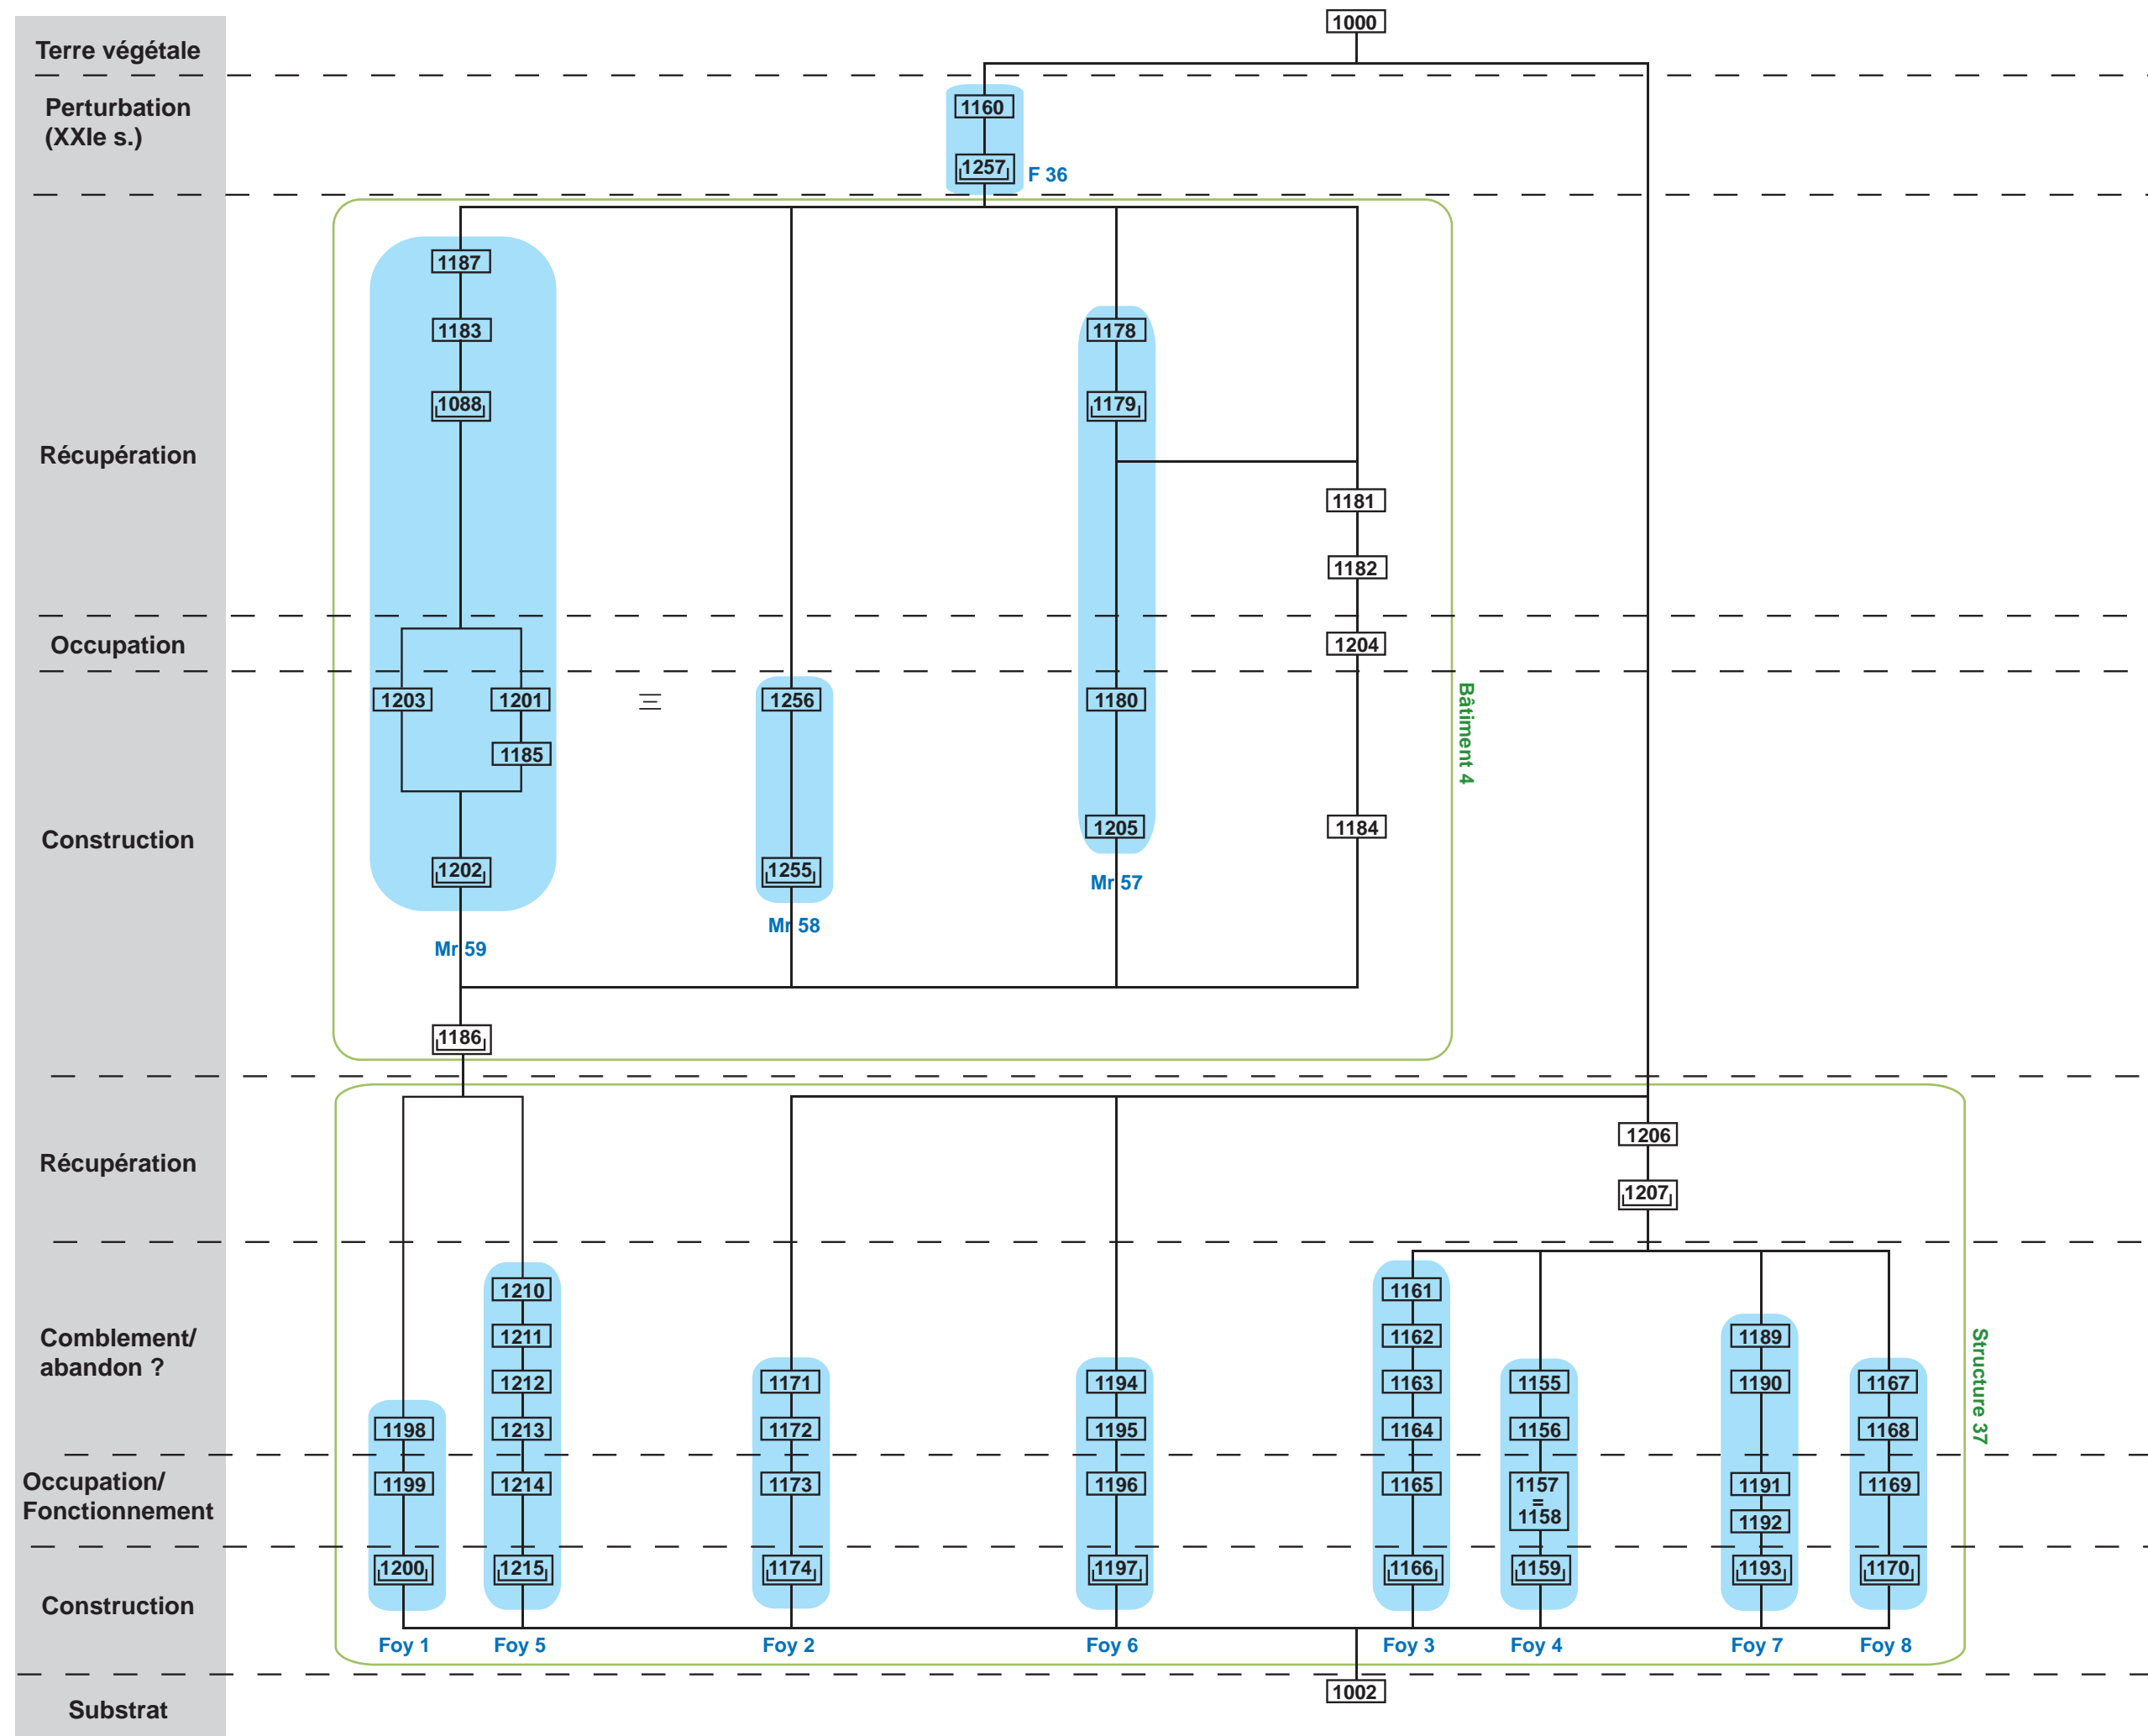 1000
Terre végétale
Perturbation
(XXIe s.)
1160
1257
F 36
1187
1183
1178
1088
1179
Récupération
1181
1182
Occupation
1204
1203
1201
1256
1180
1185
Bâtiment 4
Construction
1205
1184
1202
1255
Mr 57
Mr 58
Mr 59
1186
Récupération
1206
1207
1210
1161
Comblement/
abandon ?
1211
1162
1189
1212
1171
1194
1163
1155
1190
1167
Structure 37
1198
1213
1172
1195
1164
1156
1168
Occupation/
Fonctionnement
1199
1214
1173
1196
1165
1157
=
1158
1191
1192
1169
1200
1215
1174
1197
1166
1159
1193
1170
Construction
Foy 1
Foy 5
Foy 2
Foy 6
Foy 3
Foy 4
Foy 7
Foy 8
1002
Substrat